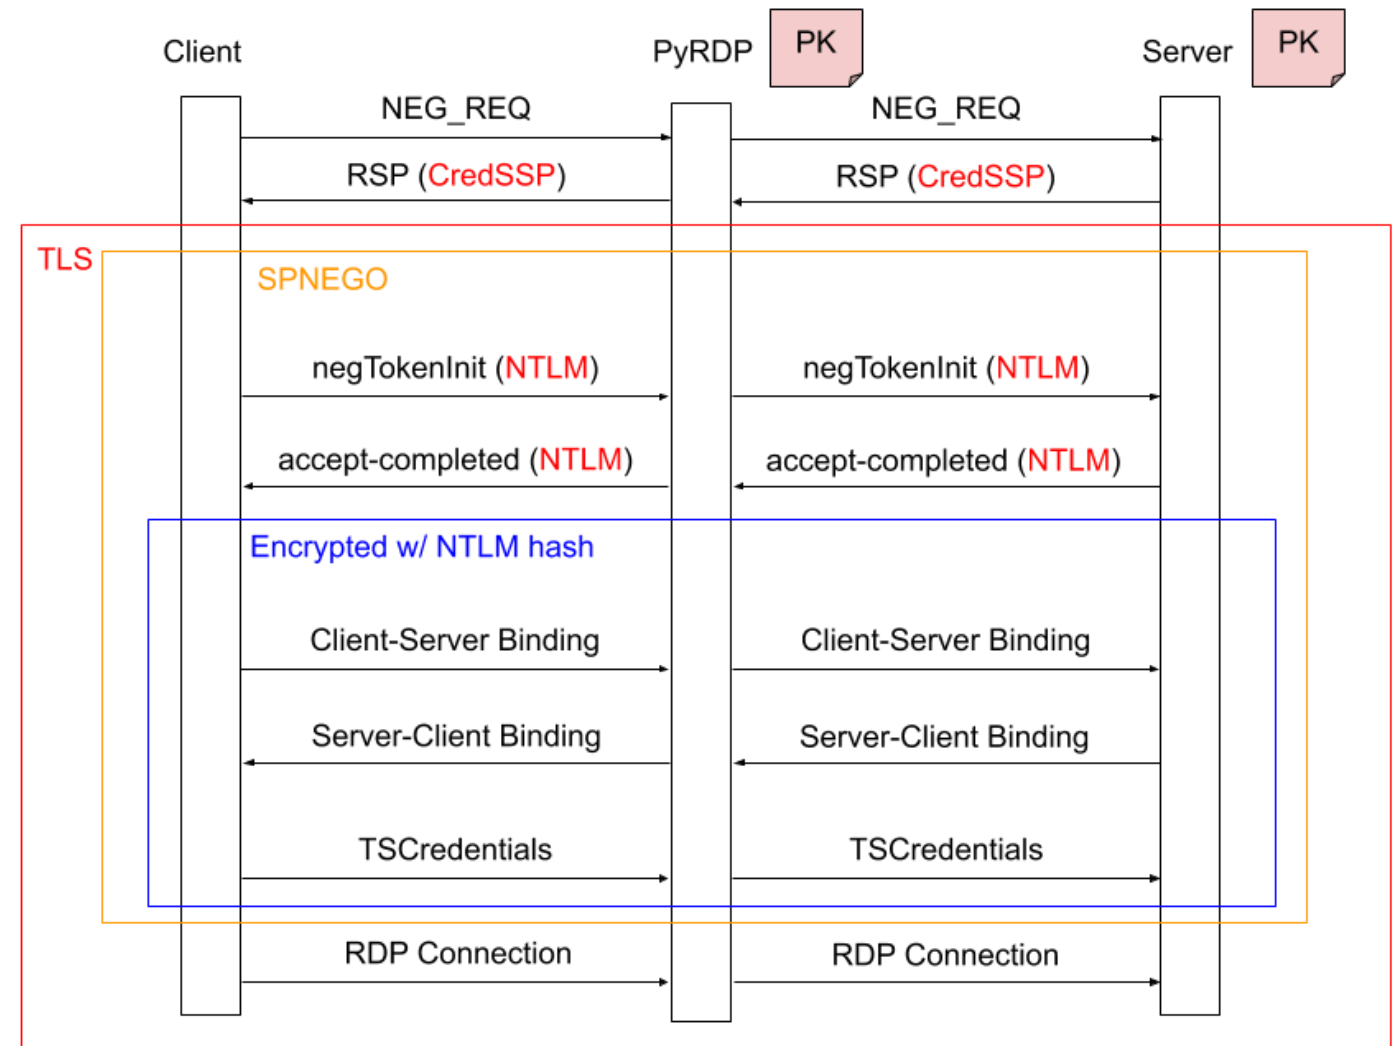 Client
PyRDP
PK
Server
PK
NEG_REQ
NEG_REQ
RSP (CredSSP)
RSP (CredSSP)
TLS
SPNEGO
negTokenInit (NTLM)
negTokenInit (NTLM)
accept-completed (NTLM)
accept-completed (NTLM)
Encrypted w/ NTLM hash
Client-Server Binding
Client-Server Binding
Server-Client Binding
Server-Client Binding
TSCredentials
TSCredentials
RDP Connection
RDP Connection